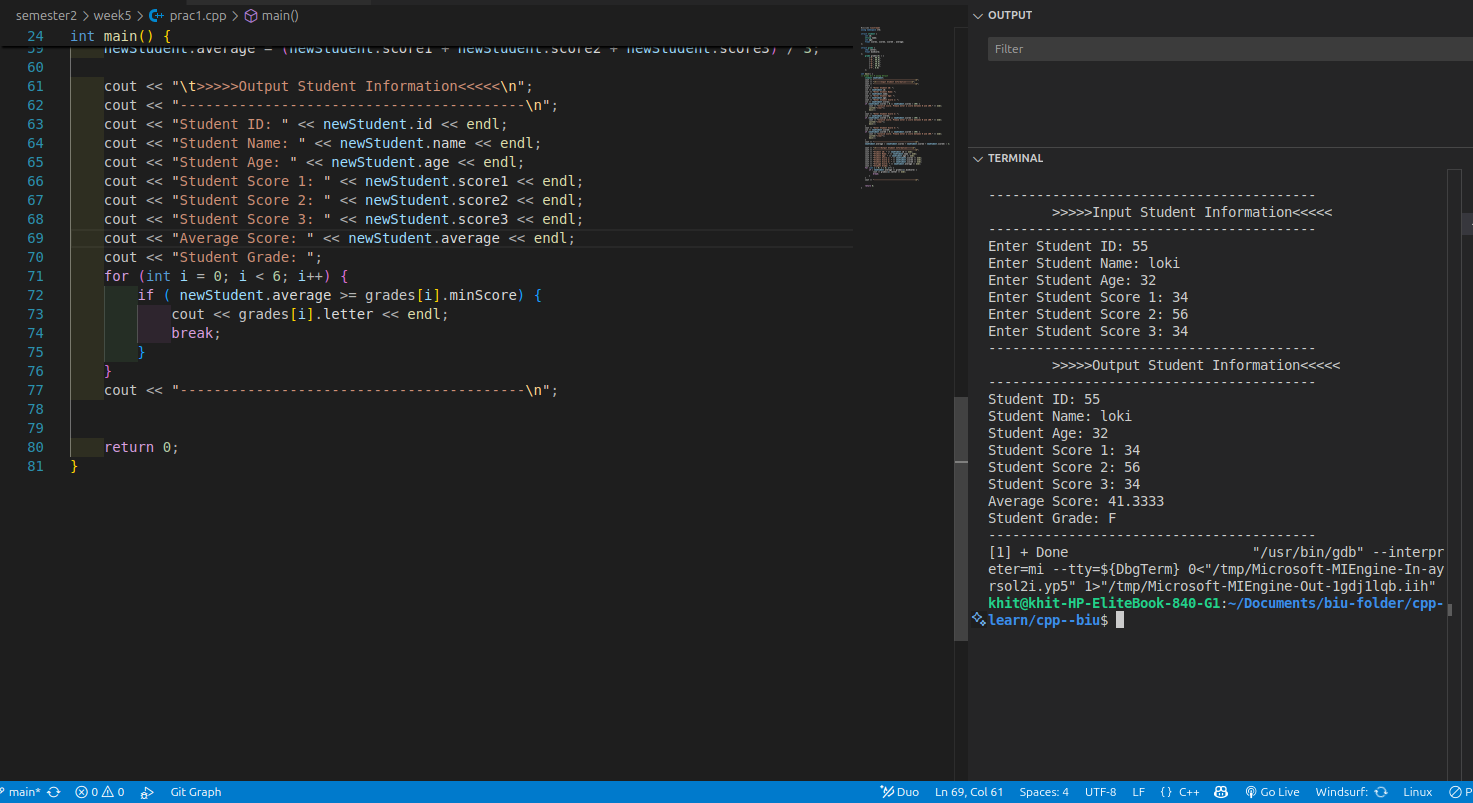 semester2 > week5 > prac1.cpp > main()
24 int main() {
59 newStudent.average = (newStudent.score1 + newStudent.score2 + newStudent.score3) / 3;
60
61 cout << "\t>>>>>Output Student Information<<<<<\n";
62 cout << "-----------------------------------------\n";
63 cout << "Student ID: " << newStudent.id << endl;
64 cout << "Student Name: " << newStudent.name << endl;
65 cout << "Student Age: " << newStudent.age << endl;
66 cout << "Student Score 1: " << newStudent.score1 << endl;
67 cout << "Student Score 2: " << newStudent.score2 << endl;
68 cout << "Student Score 3: " << newStudent.score3 << endl;
69 cout << "Average Score: " << newStudent.average << endl;
70 cout << "Student Grade: ";
71 for (int i = 0; i < 6; i++) {
72 if ( newStudent.average >= grades[i].minScore) {
73 cout << grades[i].letter << endl;
74 break;
75 }
76 }
77 cout << "-----------------------------------------\n";
78
79
80 return 0;
81 }
OUTPUT
Filter
TERMINAL
-----------------------------------------
>>>>>Input Student Information<<<<<
-----------------------------------------
Enter Student ID: 55
Enter Student Name: loki
Enter Student Age: 32
Enter Student Score 1: 34
Enter Student Score 2: 56
Enter Student Score 3: 34
-----------------------------------------
>>>>>Output Student Information<<<<<
-----------------------------------------
Student ID: 55
Student Name: loki
Student Age: 32
Student Score 1: 34
Student Score 2: 56
Student Score 3: 34
Average Score: 41.3333
Student Grade: F
-----------------------------------------
[1] + Done "/usr/bin/gdb" --interpr
eter=mi --tty=${DbgTerm} 0<"/tmp/Microsoft-MIEngine-In-ay
rsol2i.yp5" 1>"/tmp/Microsoft-MIEngine-Out-1gdj1lqb.iih"
khit@khit-HP-EliteBook-840-G1:~/Documents/biu-folder/cpp-
learn/cpp--biu$
main* 0 0 Git Graph Duo Ln 69, Col 61 Spaces: 4 UTF-8 LF {} C++ Go Live Windsurf: Linux P